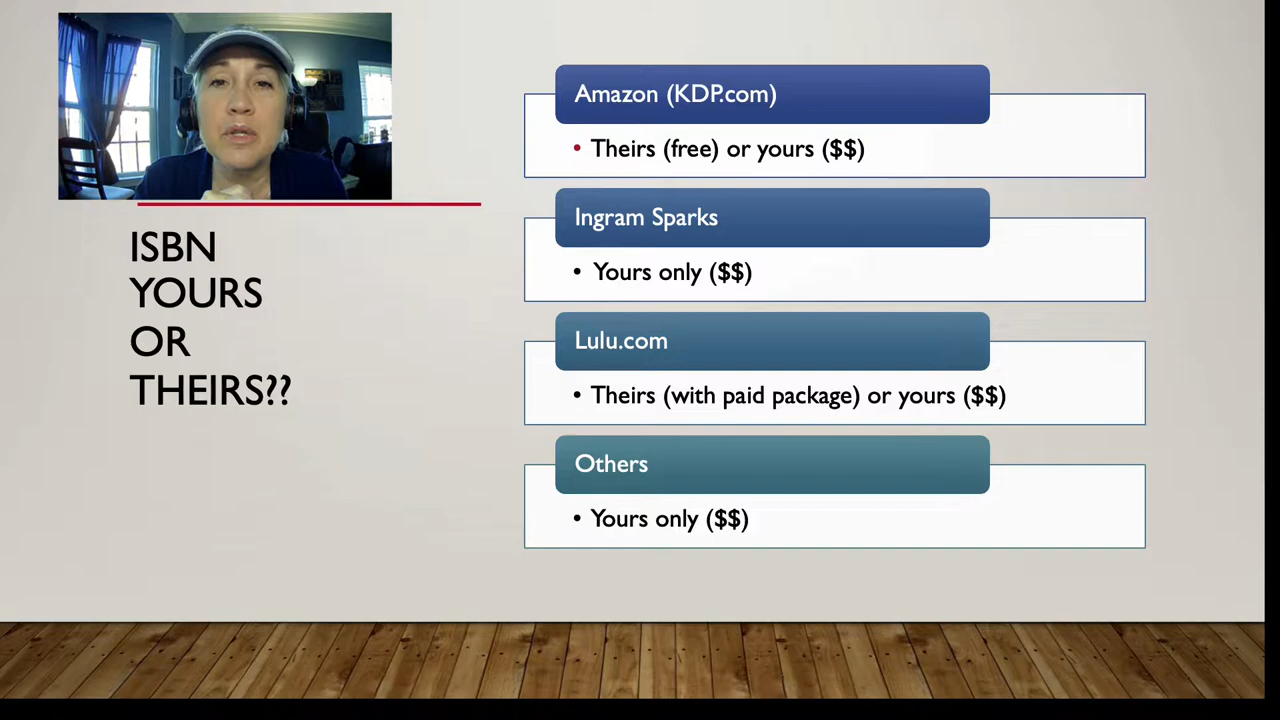 ISBN
YOURS
OR
THEIRS??
Amazon (KDP.com)
• Theirs (free) or yours ($$)
Ingram Sparks
• Yours only ($$)
Lulu.com
• Theirs (with paid package) or yours ($$)
Others
• Yours only ($$)